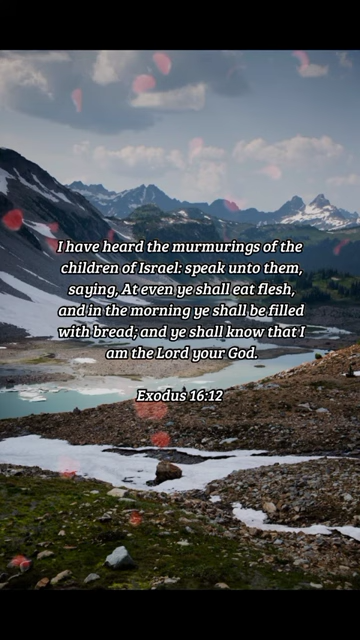 I have heard the murmurings of the
children of Israel: speak unto them,
saying, At even ye shall eat flesh,
and in the morning ye shall be filled
with bread; and ye shall know that I
am the Lord your God.
Exodus 16:12